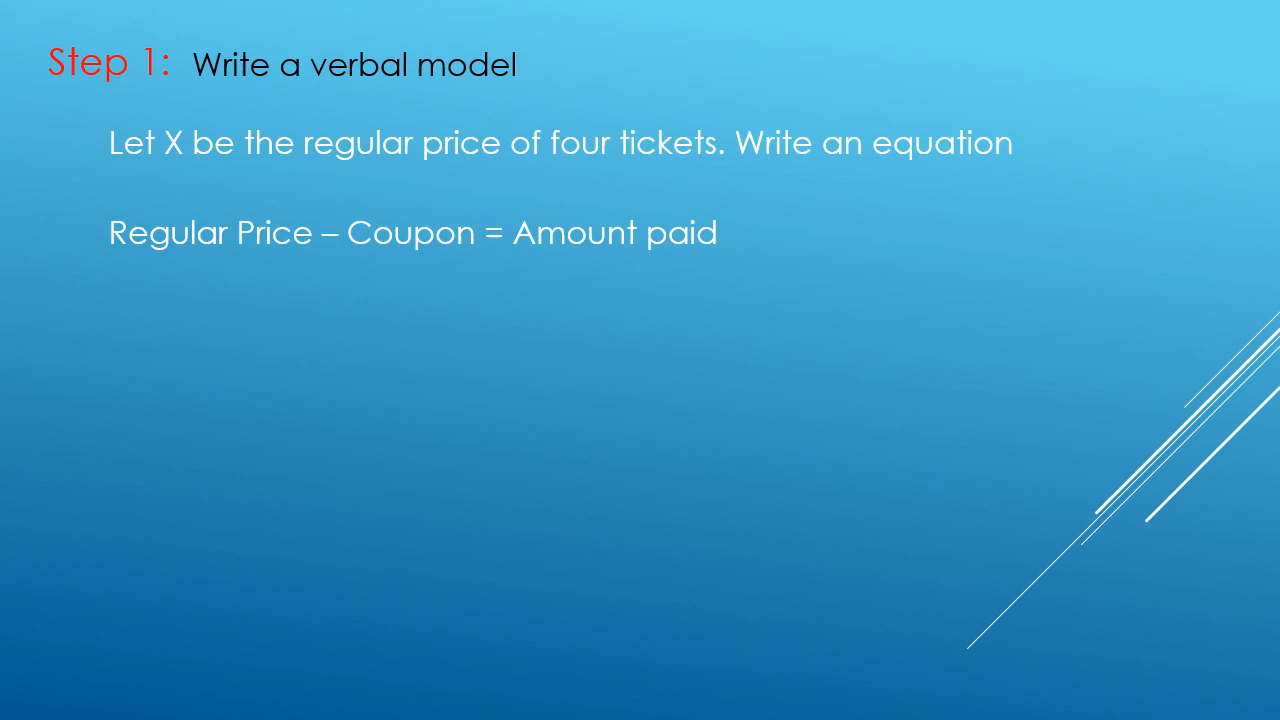 Step 1: Write a verbal model
Let X be the regular price of four tickets. Write an equation
Regular Price – Coupon = Amount paid